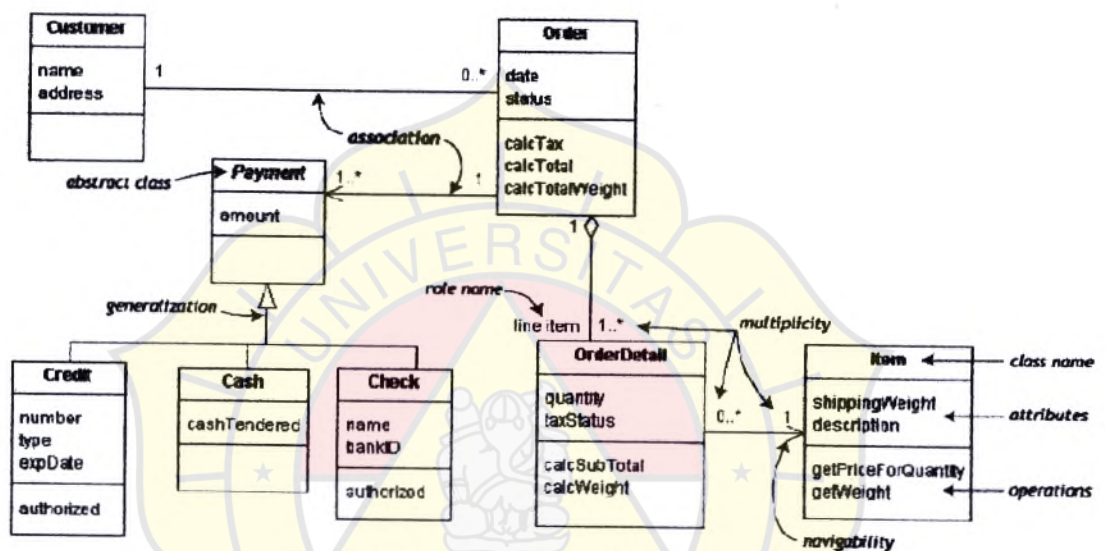 Customer
name
address
1
0..*
Order
date
status
calcTax
calcTotal
calcTotalWeight
association
abstract class
Payment
amount
1..*
1
1
generalization
role name
line item
1..*
multiplicity
Credit
number
type
expDate
authorized
Cash
cashTendered
Check
name
bankID
authorized
OrderDetail
quantity
taxStatus
calcSubTotal
calcWeight
0..*
1
Item
shippingWeight
description
getPriceForQuantity
getWeight
class name
attributes
operations
navigability
UNIVERSITAS